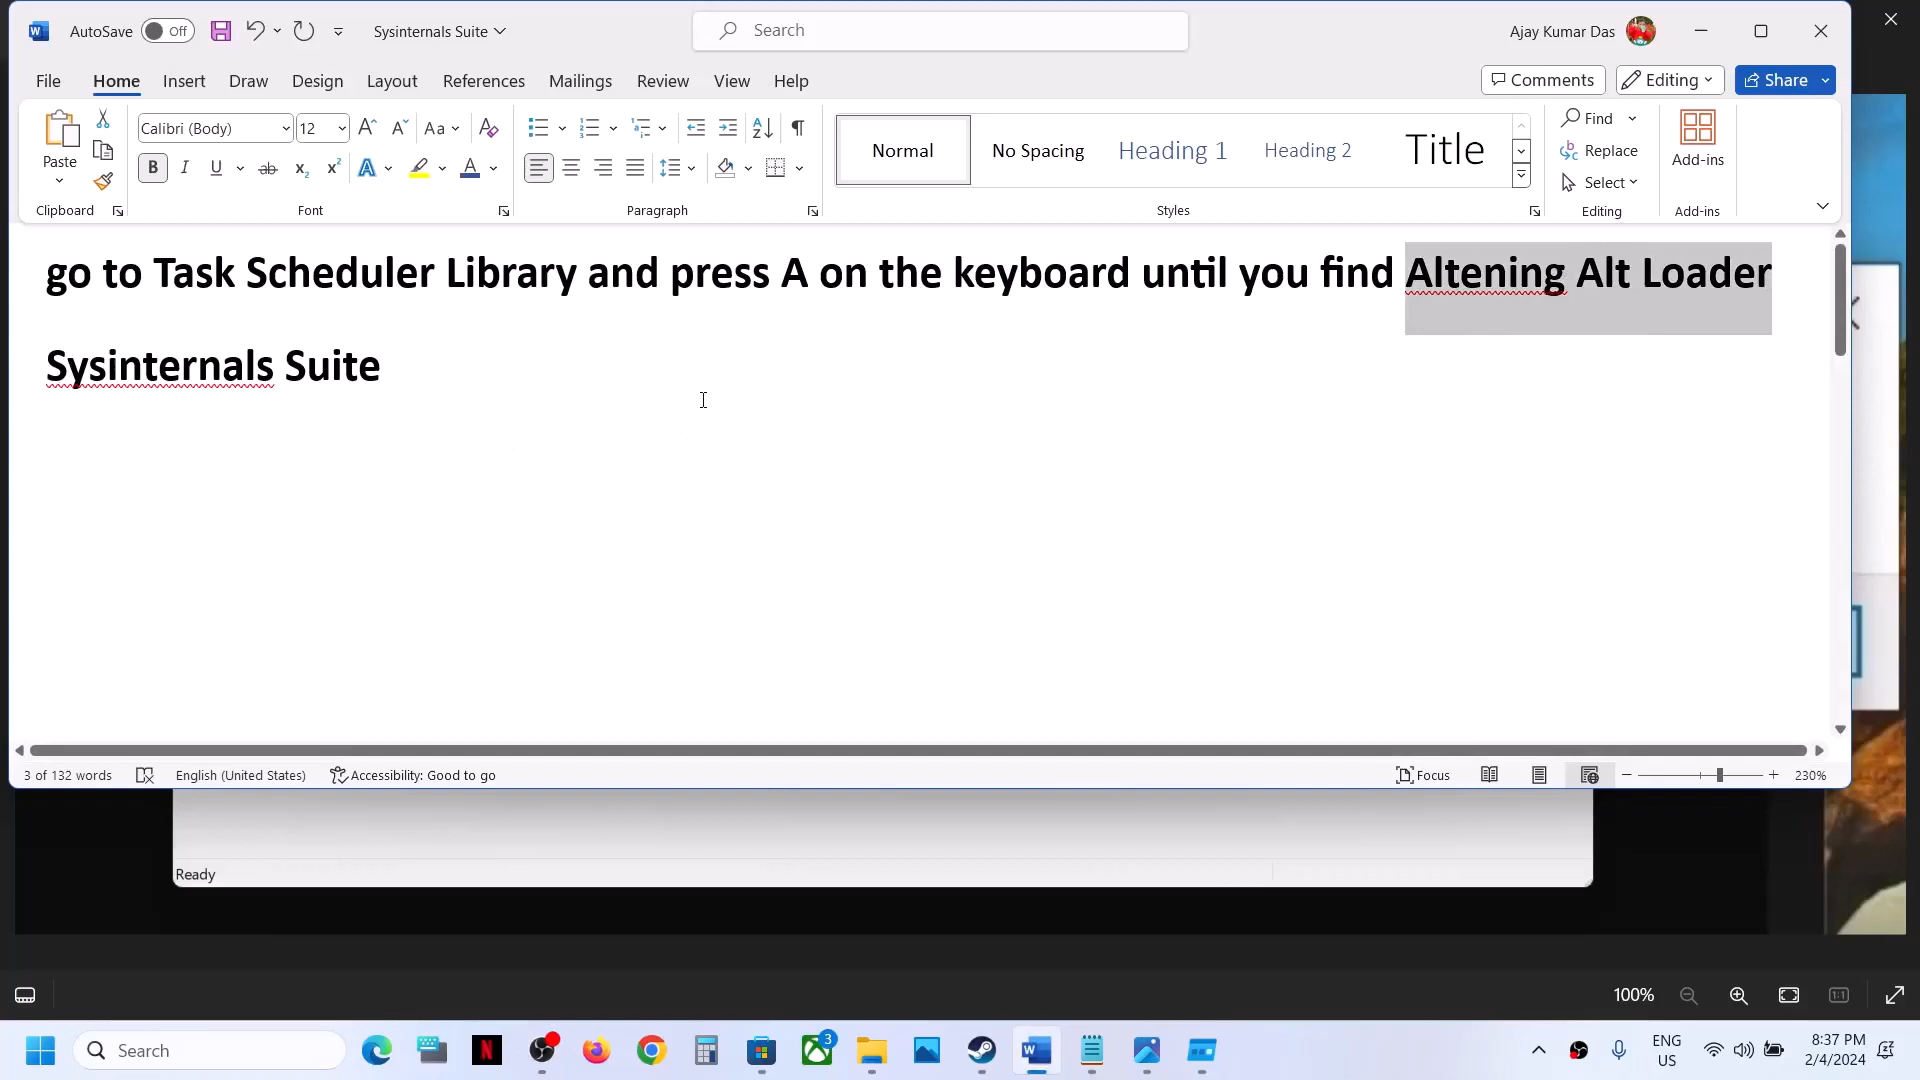 AutoSave Off Sysinternals Suite Search Ajay Kumar Das
File Home Insert Draw Design Layout References Mailings Review View Help Comments Editing Share
Paste Calibri (Body) 12 Aa Normal No Spacing Heading 1 Heading 2 Title Find Replace Select Add-ins
Clipboard Font Paragraph Styles Editing Add-ins
go to Task Scheduler Library and press A on the keyboard until you find Altening Alt Loader
Sysinternals Suite
3 of 132 words English (United States) Accessibility: Good to go Focus 230%
Ready
100%
Search 3 ENG US 8:37 PM 2/4/2024